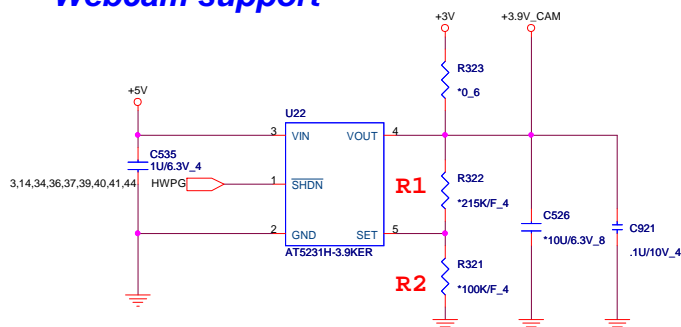 Webcam support
+3V
+3.9V_CAM
R323
*0_6
+5V
U22
3
VIN
VOUT
4
C535
1U/6.3V_4
3,14,34,36,37,39,40,41,44
HWPG
1
SHDN
R1
R322
*215K/F_4
C526
*10U/6.3V_8
C921
.1U/10V_4
2
GND
SET
5
AT5231H-3.9KER
R2
R321
*100K/F_4